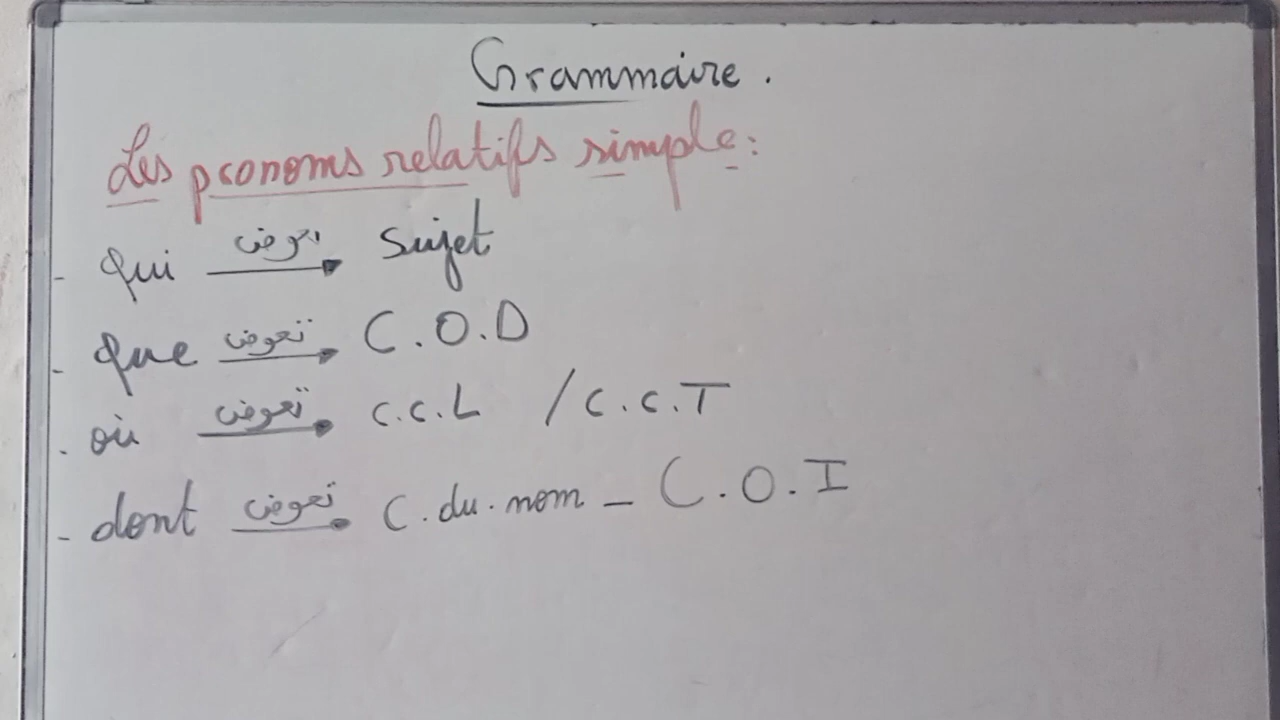 Grammaire.
Les pronoms relatifs simple:
- qui تعوض Sujet
- que تعوض C.O.D
- où تعوض C.C.L / C.C.T
- dont تعوض C. du. nom - C.O.I